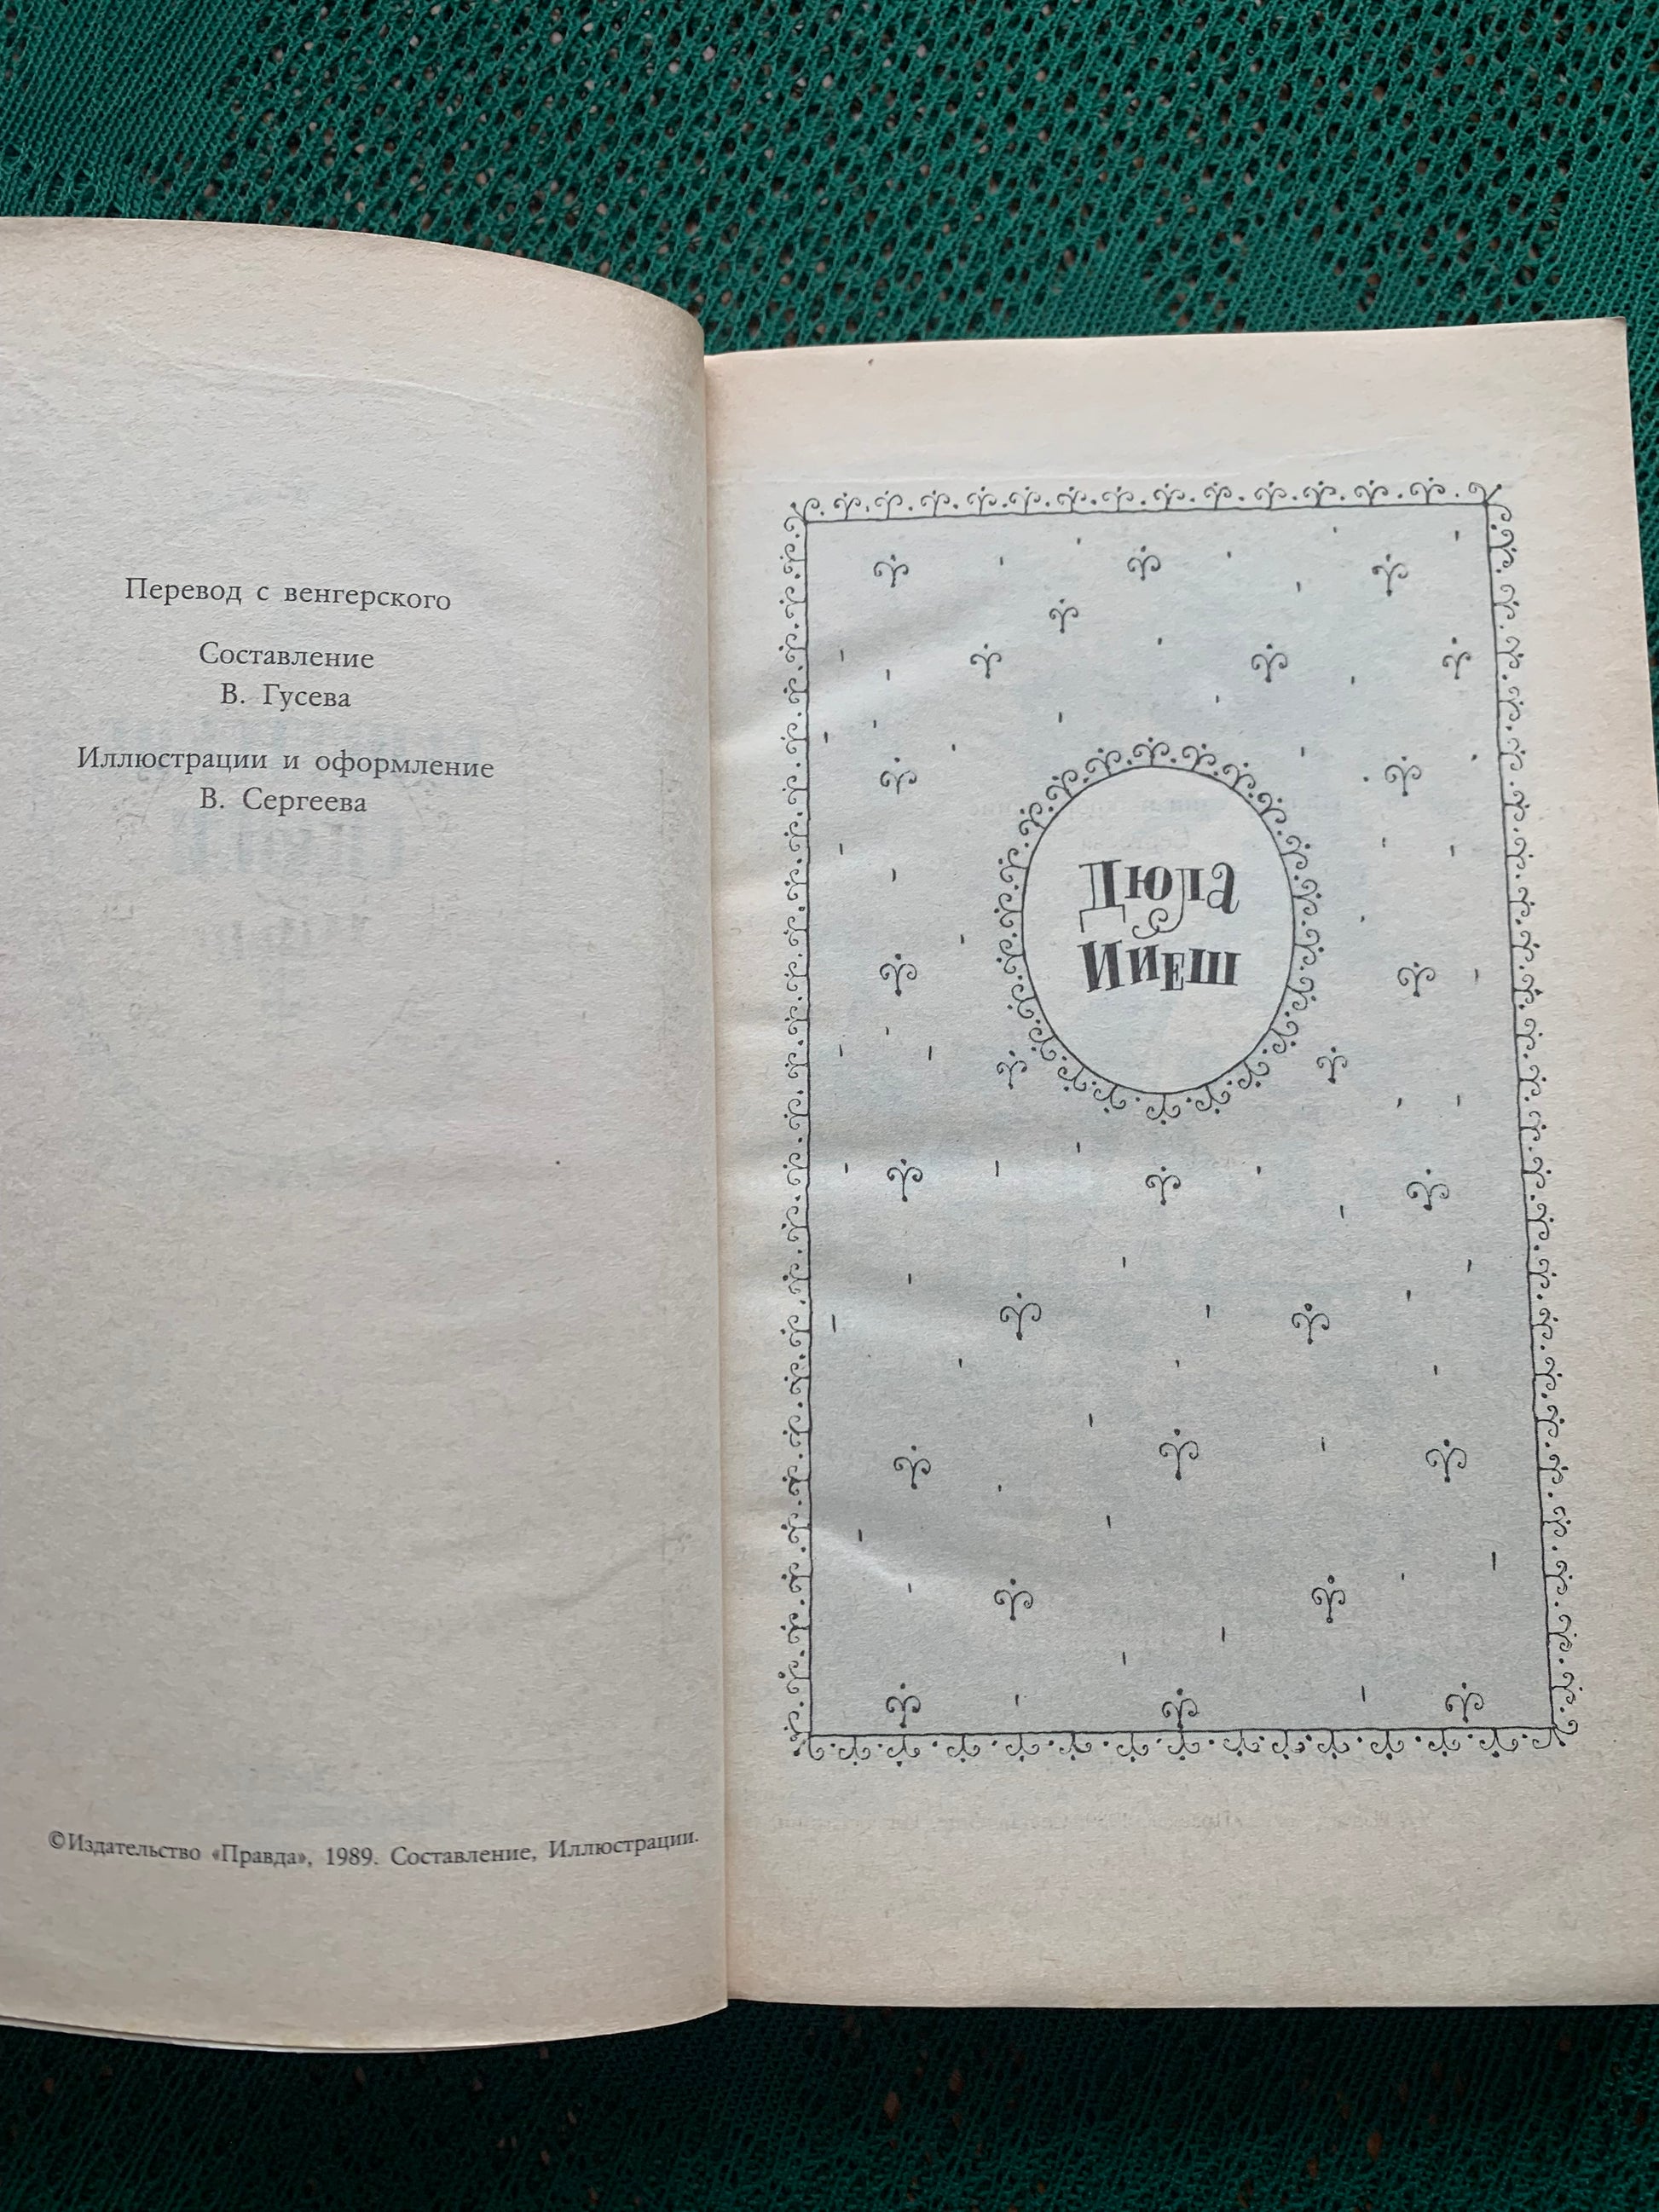 Перевод с венгерского
Составление
В. Гусева
Иллюстрации и оформление
В. Сергеева
©Издательство «Правда», 1989. Составление, Иллюстрации.
Дюла
Ииеш